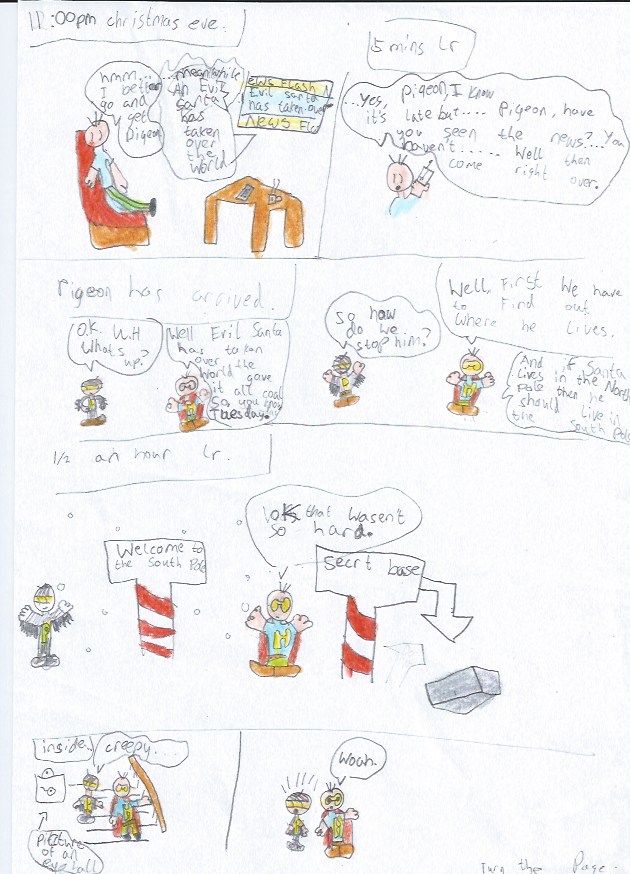 11:00pm christmas eve.
hmm...
I better
go and
get
Pigeon
...meanwhile
An Evil
santa
has
taken
over
the
world.
ews Flash N
Evil santa
has taken over
News Fla
5 mins lr
Pigeon, I know
...Yes,
it's late but.... Pigeon, have
you seen the news?...You
haven't...... Well then
come right over.
Pigeon has arrived.
O.K.
What's
up?
Well Evil Santa
has takan
over the
World gave
it all coal
So, you know
Tuesday.
So how
do we
stop him?
Well, First We have
to Find out
Where he Lives.
And if Santa
Lives in the North
Pole then he
should Live in
the South Pole
1/2 an hour lr.
Welcome to
the South Pole
OK that wasen't
so hard.
H
secrt base
inside.
creepy...
Picture
of an
eye ball
Woah.
Turn the Page.